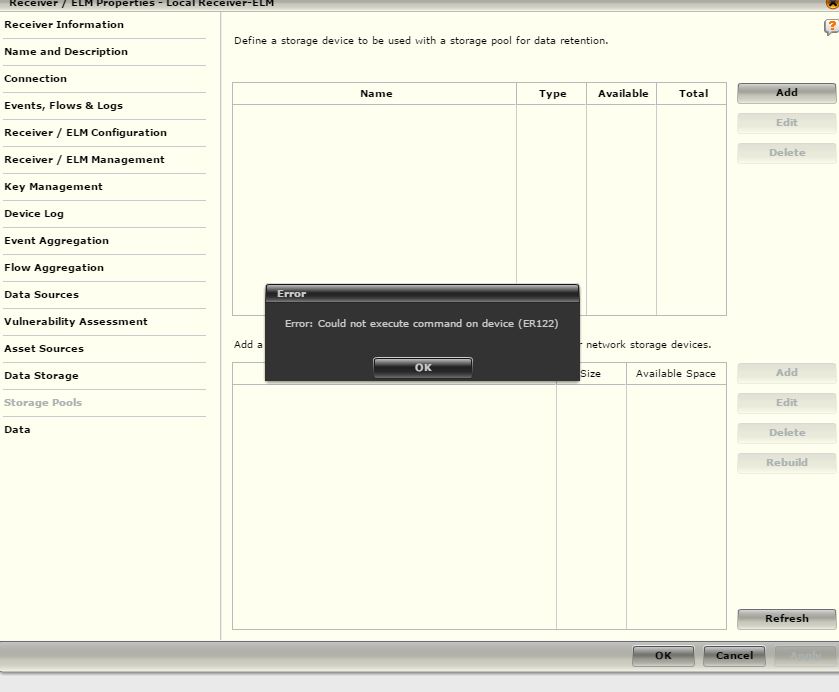 Receiver / ELM Properties - Local Receiver-ELM
Receiver Information
Name and Description
Connection
Events, Flows & Logs
Receiver / ELM Configuration
Receiver / ELM Management
Key Management
Device Log
Event Aggregation
Flow Aggregation
Data Sources
Vulnerability Assessment
Asset Sources
Data Storage
Storage Pools
Data
?
Define a storage device to be used with a storage pool for data retention.
Name Type Available Total
Add
Edit
Delete
Error
Error: Could not execute command on device (ER122)
OK
Add a
network storage devices.
Size Available Space
Add
Edit
Delete
Rebuild
Refresh
OK Cancel Apply